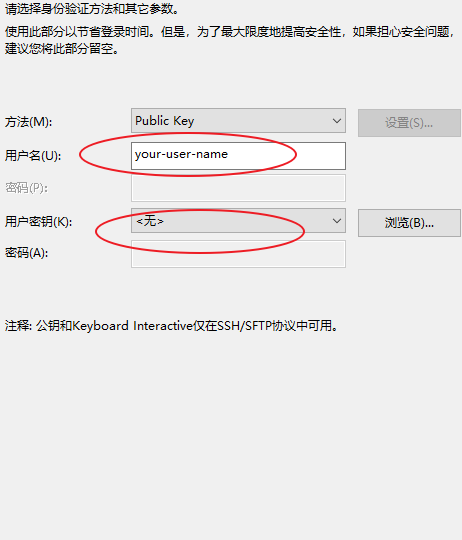 请选择身份验证方法和其它参数。
使用此部分以节省登录时间。但是，为了最大限度地提高安全性，如果担心安全问题，
建议您将此部分留空。
方法(M): Public Key 设置(S)...
用户名(U): your-user-name
密码(P):
用户密钥(K): <无> 浏览(B)...
密码(A):
注释: 公钥和Keyboard Interactive仅在SSH/SFTP协议中可用。